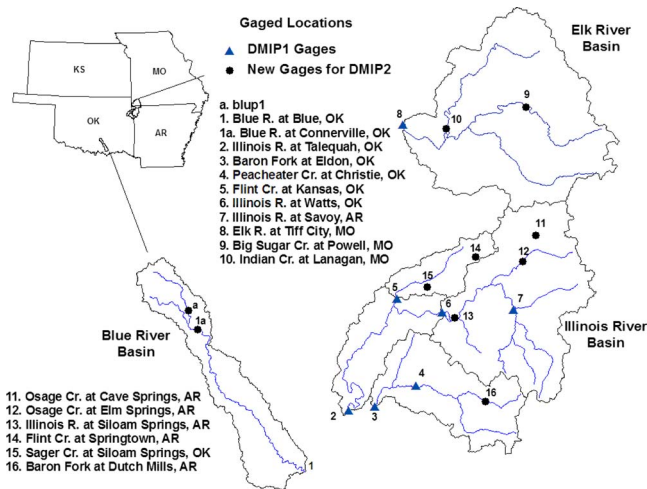 Gaged Locations
DMIP1 Gages
New Gages for DMIP2
KS
MO
OK
AR
a. blup1
1. Blue R. at Blue, OK
1a. Blue R. at Connerville, OK
2. Illinois R. at Talequah, OK
3. Baron Fork at Eldon, OK
4. Peacheater Cr. at Christie, OK
5. Flint Cr. at Kansas, OK
6. Illinois R. at Watts, OK
7. Illinois R. at Savoy, AR
8. Elk R. at Tiff City, MO
9. Big Sugar Cr. at Powell, MO
10. Indian Cr. at Lanagan, MO
Elk River
Basin
8
10
9
11
12
14
15
5
6
13
7
Illinois River
Basin
4
16
2
3
Blue River
Basin
a
1a
1
11. Osage Cr. at Cave Springs, AR
12. Osage Cr. at Elm Springs, AR
13. Illinois R. at Siloam Springs, AR
14. Flint Cr. at Springtown, AR
15. Sager Cr. at Siloam Springs, OK
16. Baron Fork at Dutch Mills, AR